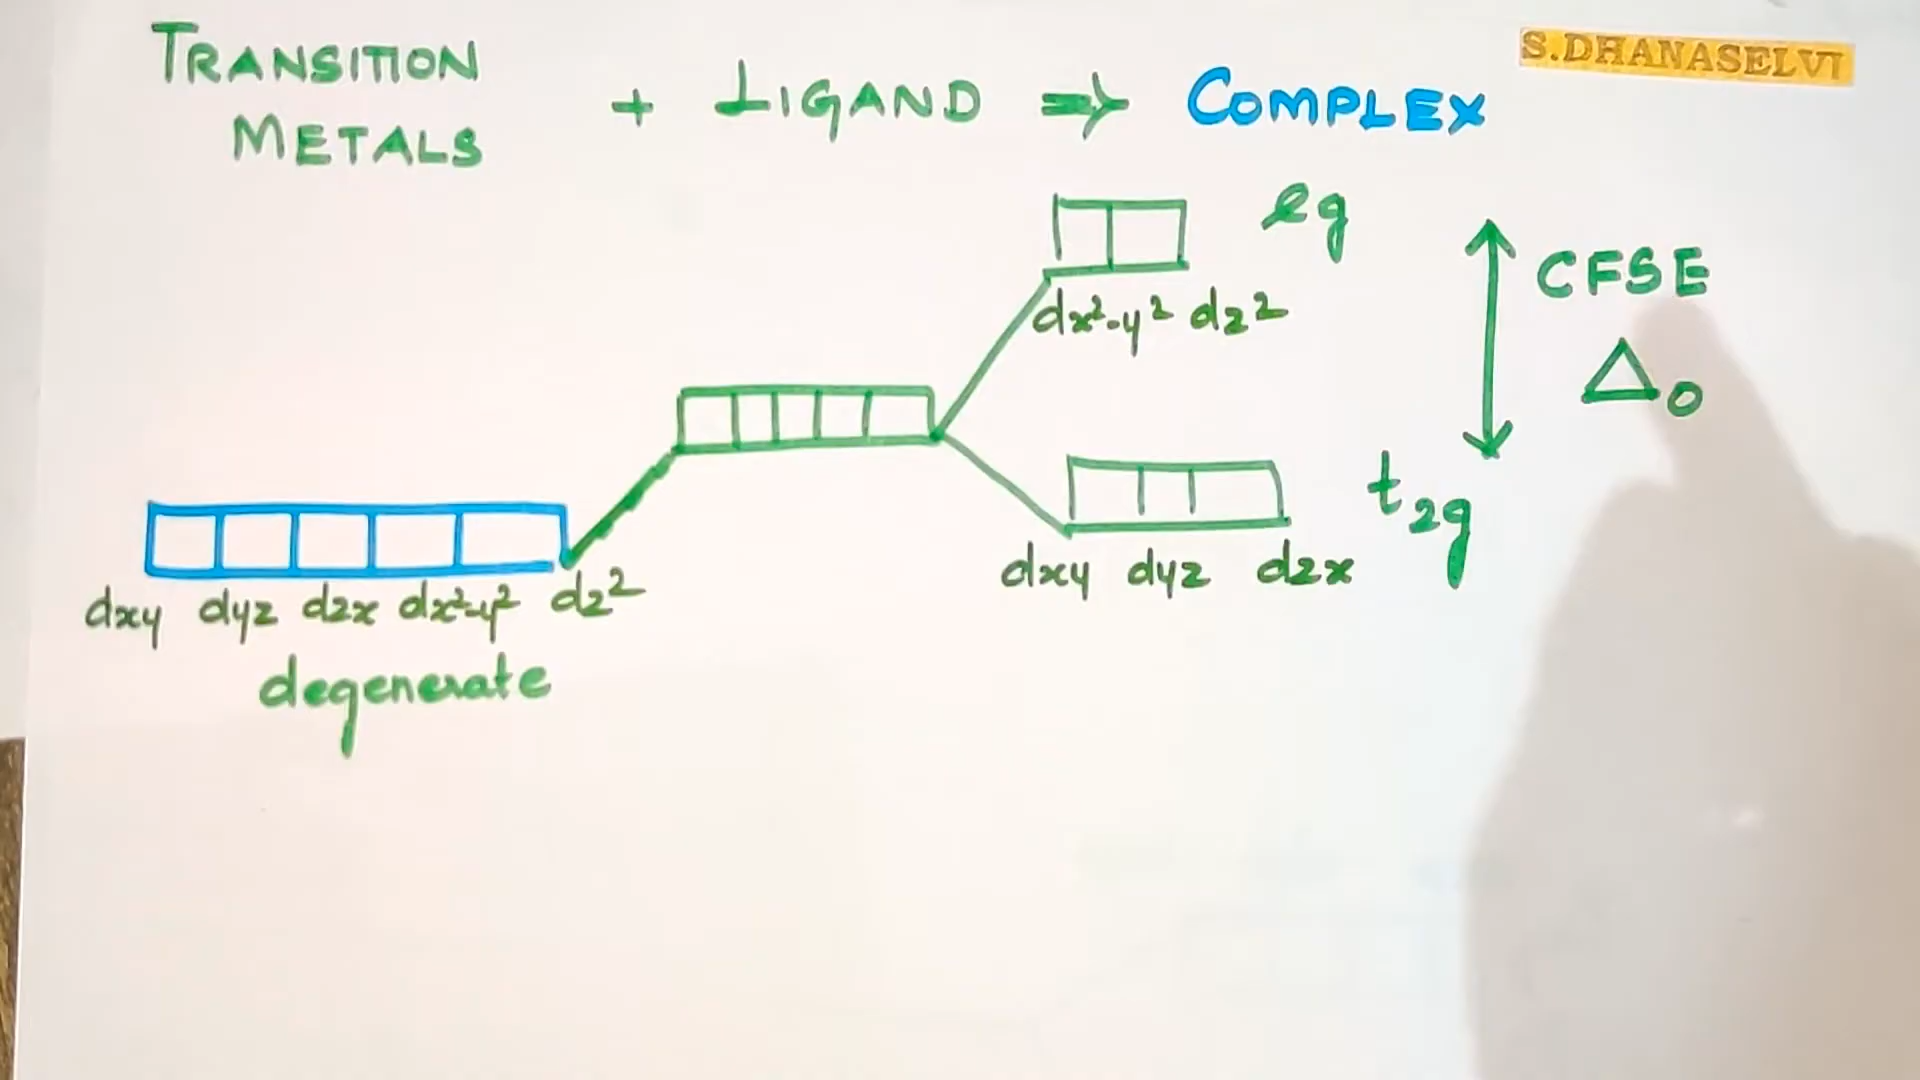 TRANSITION METALS + LIGAND ⇒ COMPLEX
S.DHANASELVI
eg
dx²-y² dz²
CFSE
Δo
t2g
dxy dyz dzx
dxy dyz dzx dx²-y² dz²
degenerate